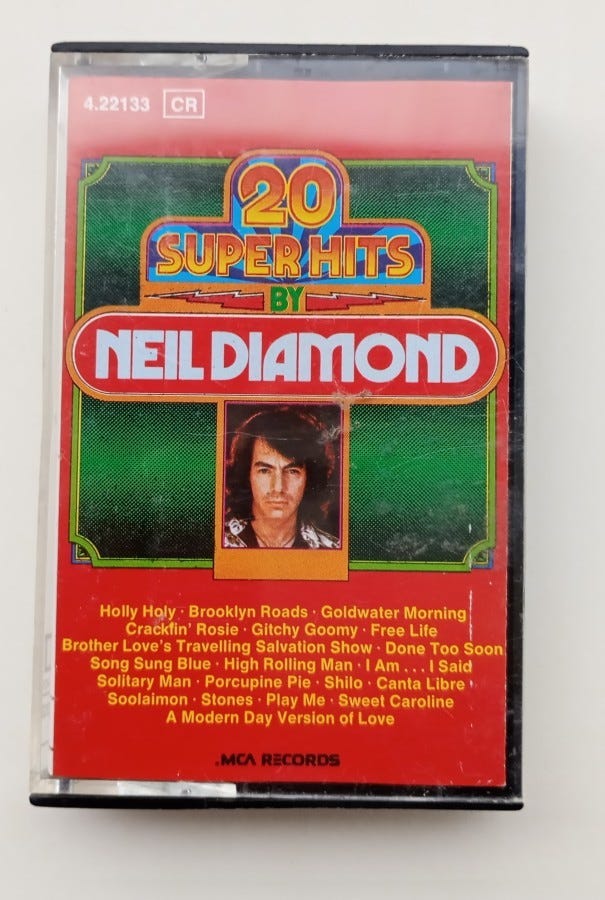 4.22133 CR
20
SUPER HITS
BY
NEIL DIAMOND
Holly Holy · Brooklyn Roads · Goldwater Morning
Cracklin' Rosie · Gitchy Goomy · Free Life
Brother Love's Travelling Salvation Show · Done Too Soon
Song Sung Blue · High Rolling Man · I Am . . . I Said
Solitary Man · Porcupine Pie · Shilo · Canta Libre
Soolaimon · Stones · Play Me · Sweet Caroline
A Modern Day Version of Love
MCA RECORDS